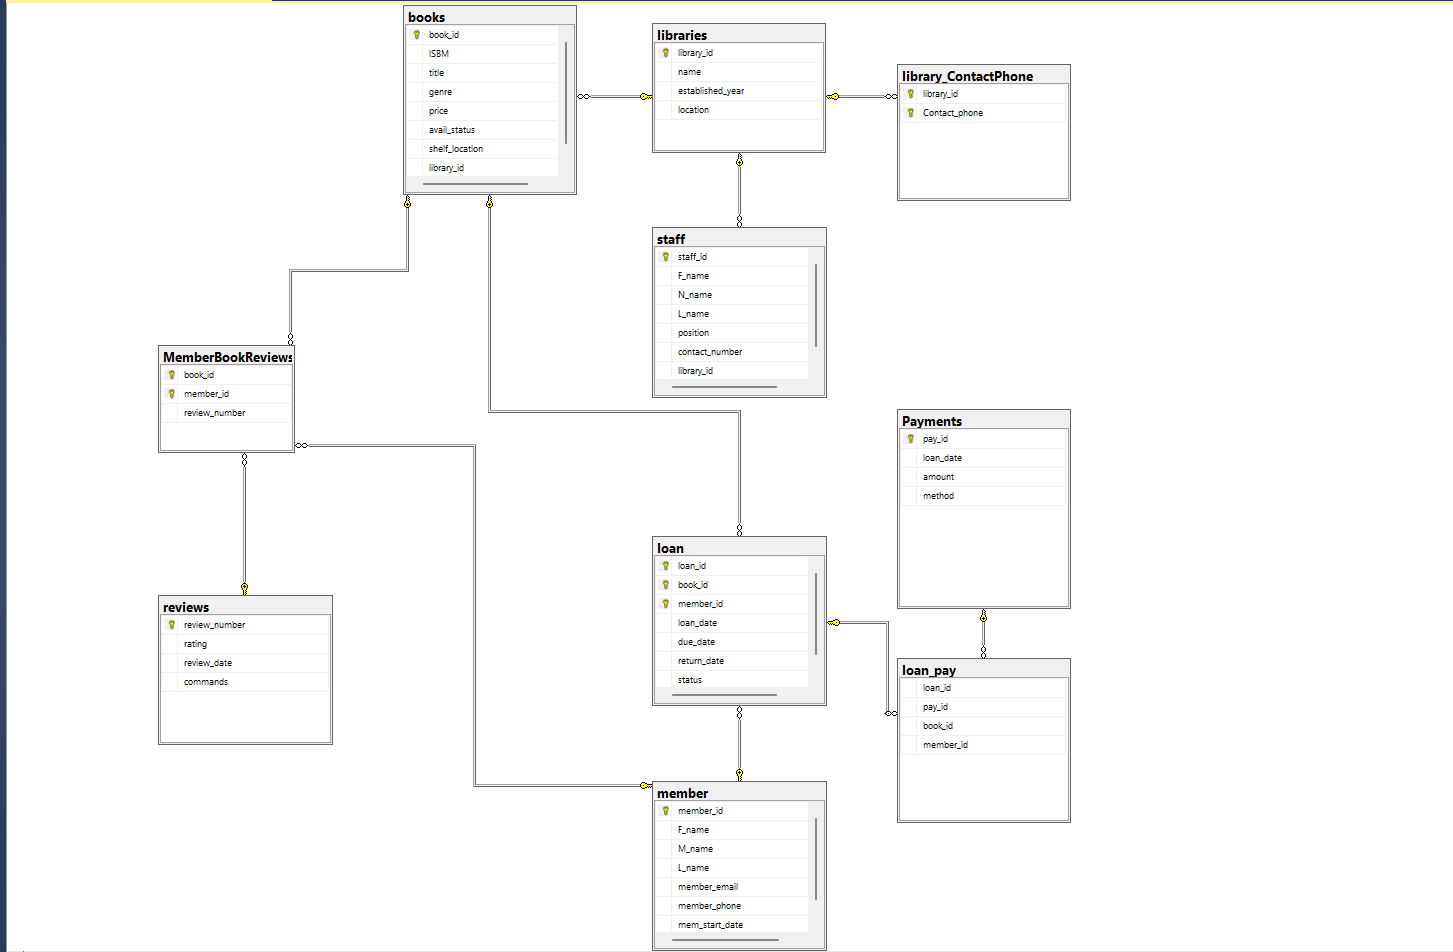 books
book_id
ISBM
title
genre
price
avail_status
shelf_location
library_id
libraries
library_id
name
established_year
location
library_ContactPhone
library_id
Contact_phone
staff
staff_id
F_name
N_name
L_name
position
contact_number
library_id
MemberBookReviews
book_id
member_id
review_number
Payments
pay_id
loan_date
amount
method
loan
loan_id
book_id
member_id
loan_date
due_date
return_date
status
reviews
review_number
rating
review_date
commands
loan_pay
loan_id
pay_id
book_id
member_id
member
member_id
F_name
M_name
L_name
member_email
member_phone
mem_start_date